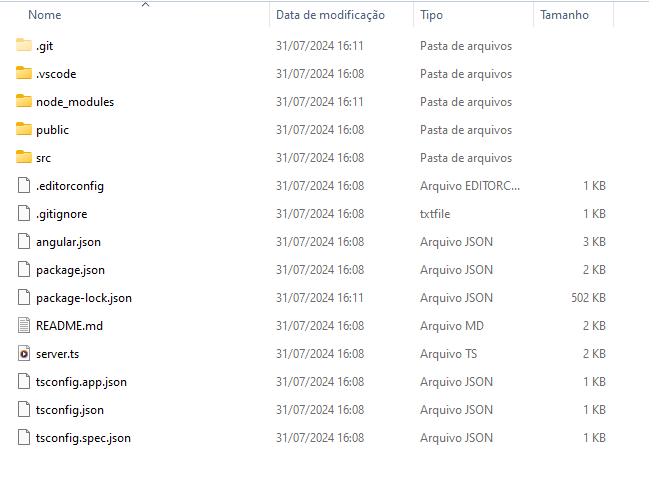 Nome Data de modificação Tipo Tamanho
.git 31/07/2024 16:11 Pasta de arquivos
.vscode 31/07/2024 16:08 Pasta de arquivos
node_modules 31/07/2024 16:11 Pasta de arquivos
public 31/07/2024 16:08 Pasta de arquivos
src 31/07/2024 16:08 Pasta de arquivos
.editorconfig 31/07/2024 16:08 Arquivo EDITORC... 1 KB
.gitignore 31/07/2024 16:08 txtfile 1 KB
angular.json 31/07/2024 16:08 Arquivo JSON 3 KB
package.json 31/07/2024 16:08 Arquivo JSON 2 KB
package-lock.json 31/07/2024 16:11 Arquivo JSON 502 KB
README.md 31/07/2024 16:08 Arquivo MD 2 KB
server.ts 31/07/2024 16:08 Arquivo TS 2 KB
tsconfig.app.json 31/07/2024 16:08 Arquivo JSON 1 KB
tsconfig.json 31/07/2024 16:08 Arquivo JSON 1 KB
tsconfig.spec.json 31/07/2024 16:08 Arquivo JSON 1 KB